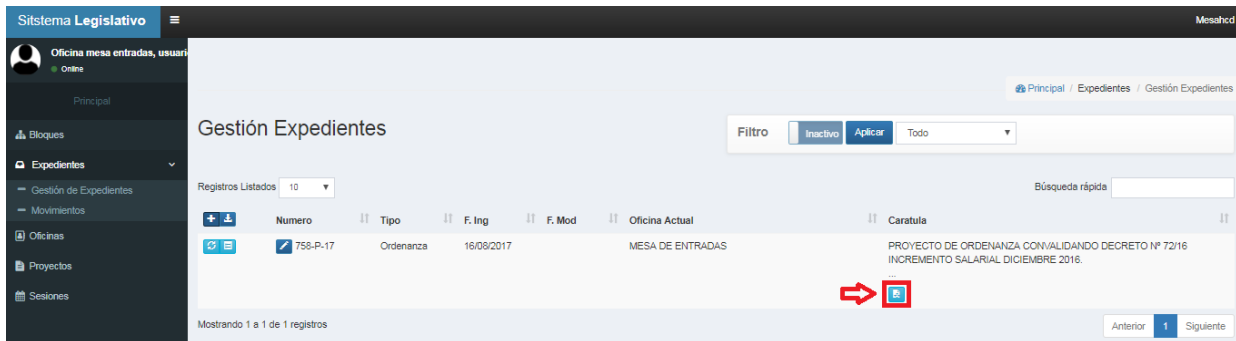 Sitstema Legislativo
Mesahcd
Oficina mesa entradas, usuari
Online
Principal
Bloques
Expedientes
Gestión de Expedientes
Movimientos
Oficinas
Proyectos
Sesiones
Principal / Expedientes / Gestión Expedientes
Gestión Expedientes
Filtro Inactivo Aplicar Todo
Registros Listados 10
Búsqueda rápida
Numero Tipo F. Ing F. Mod Oficina Actual Caratula
758-P-17 Ordenanza 16/08/2017 MESA DE ENTRADAS PROYECTO DE ORDENANZA CONVALIDANDO DECRETO Nº 72/16
INCREMENTO SALARIAL DICIEMBRE 2016.
...
Mostrando 1 a 1 de 1 registros
Anterior 1 Siguiente